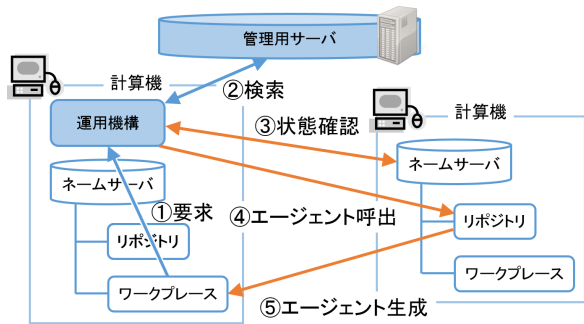 管理用サーバ
計算機
②検索
運用機構
③状態確認
計算機
ネームサーバ
ネームサーバ
①要求
④エージェント呼出
リポジトリ
リポジトリ
ワークプレース
ワークプレース
⑤エージェント生成